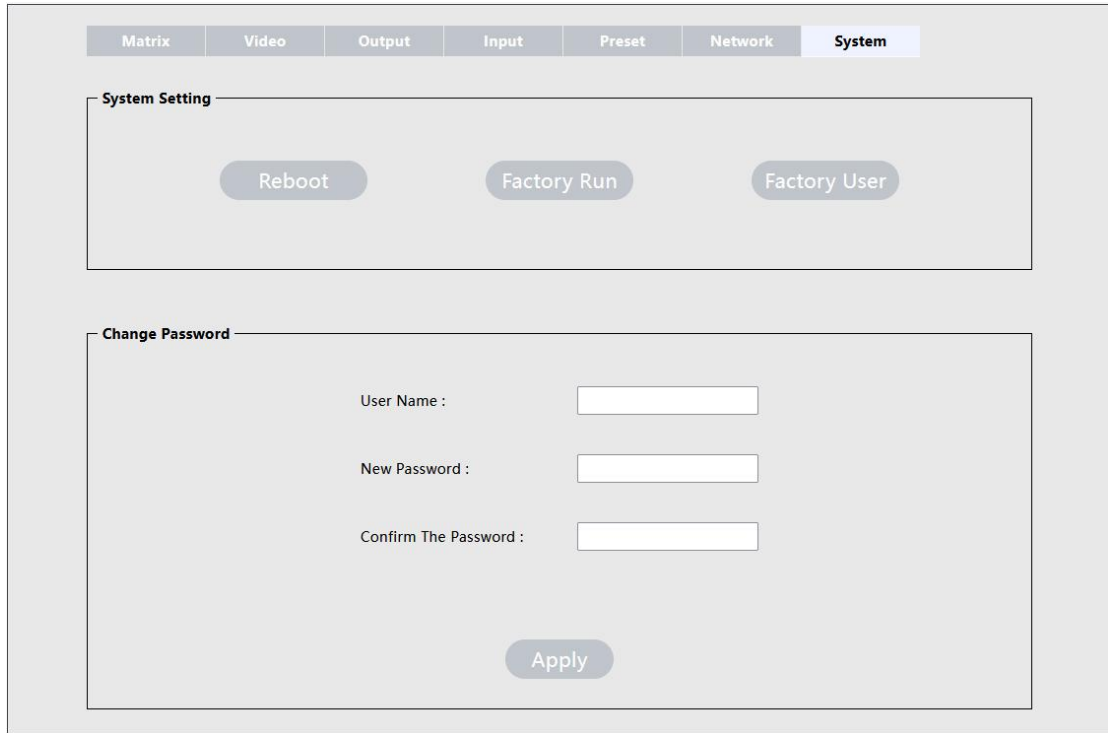 Matrix Video Output Input Preset Network System
System Setting
Reboot Factory Run Factory User
Change Password
User Name :
New Password :
Confirm The Password :
Apply